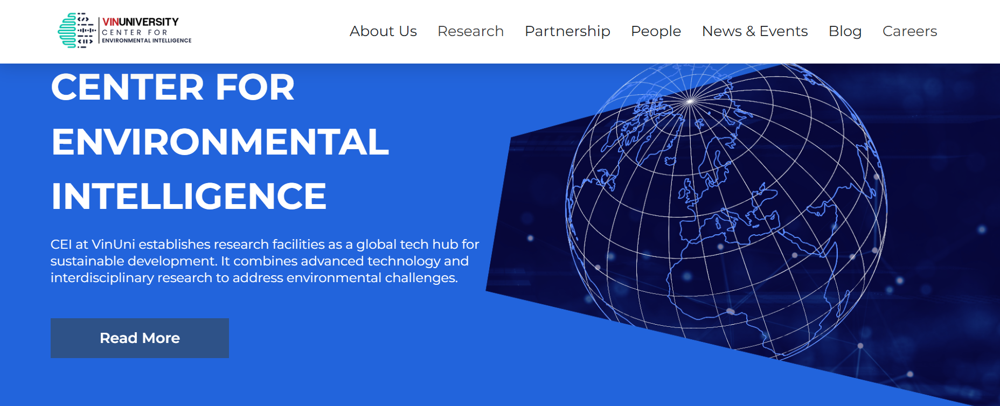 VINUNIVERSITY
CENTER FOR
ENVIRONMENTAL INTELLIGENCE
About Us
Research
Partnership
People
News & Events
Blog
Careers
CENTER FOR
ENVIRONMENTAL
INTELLIGENCE
CEI at VinUni establishes research facilities as a global tech hub for
sustainable development. It combines advanced technology and
interdisciplinary research to address environmental challenges.
Read More